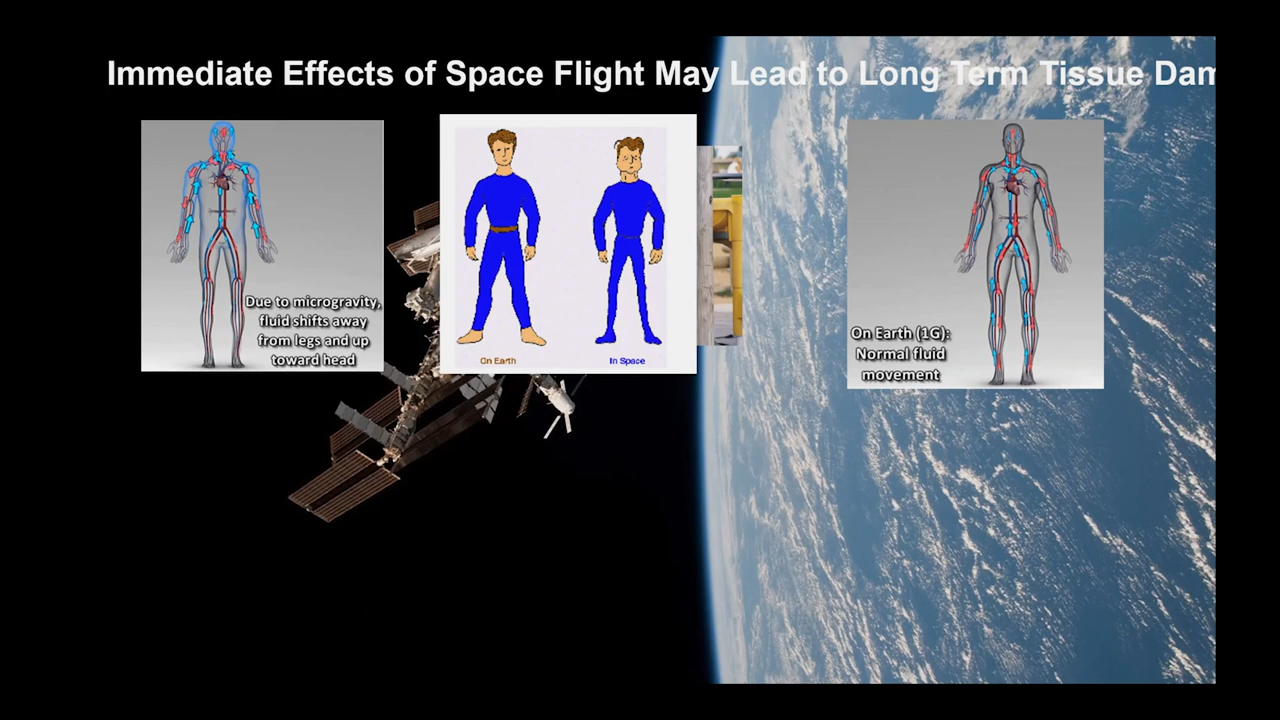 Immediate Effects of Space Flight May Lead to Long Term Tissue Dam
Due to microgravity,
fluid shifts away
from legs and up
toward head
On Earth
In Space
On Earth (1G):
Normal fluid
movement